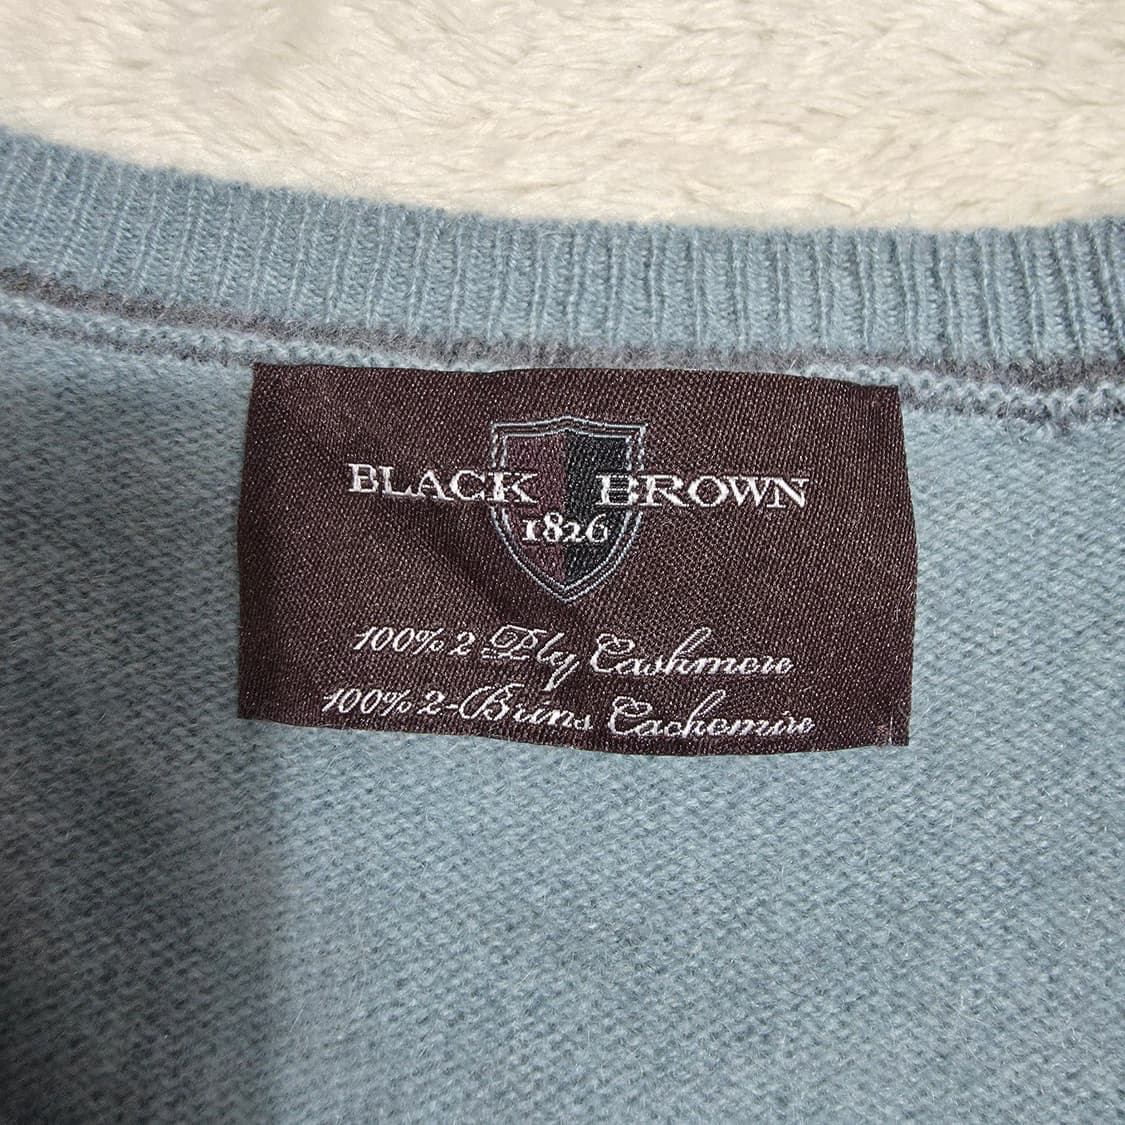 BLACK BROWN
1826
100% 2 Ply Cashmere
100% 2-Brins Cachemire